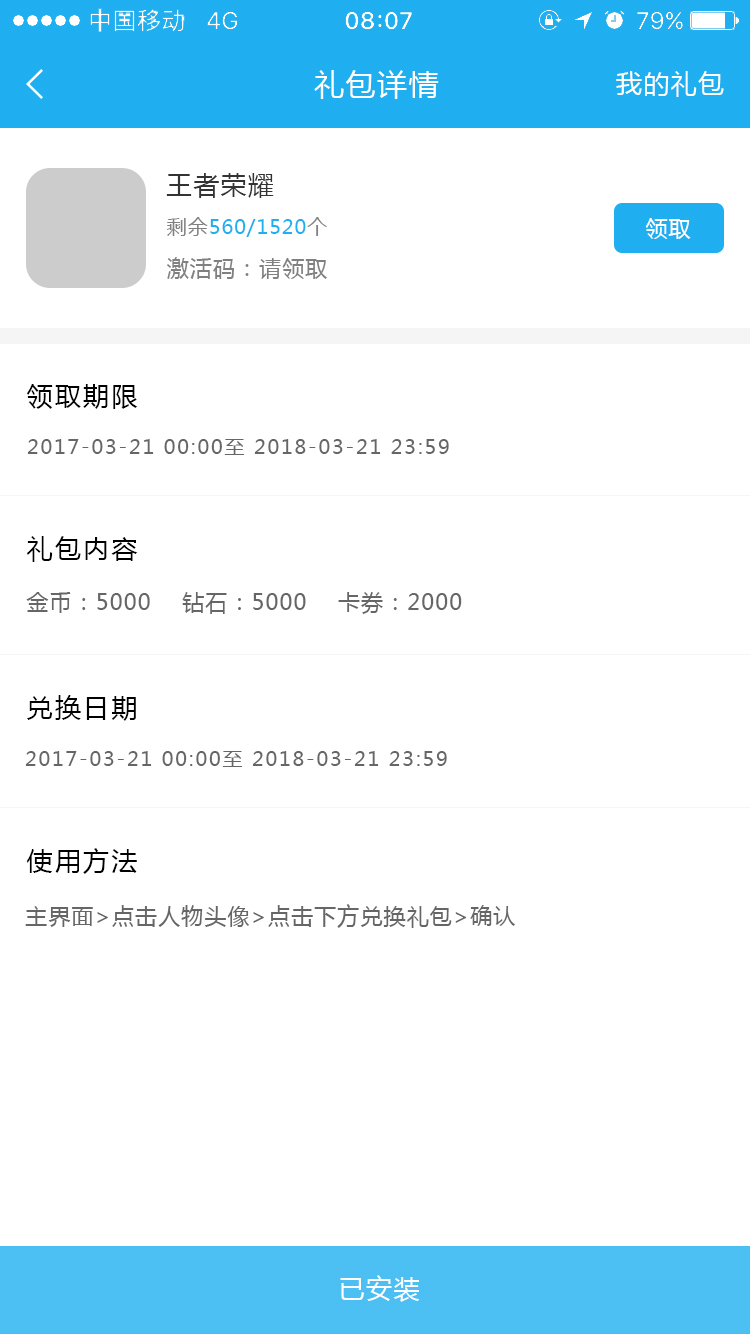 中国移动 4G 08:07 79%
礼包详情 我的礼包
王者荣耀
剩余560/1520个
领取
激活码：请领取
领取期限
2017-03-21 00:00至 2018-03-21 23:59
礼包内容
金币：5000 钻石：5000 卡券：2000
兑换日期
2017-03-21 00:00至 2018-03-21 23:59
使用方法
主界面>点击人物头像>点击下方兑换礼包>确认
已安装